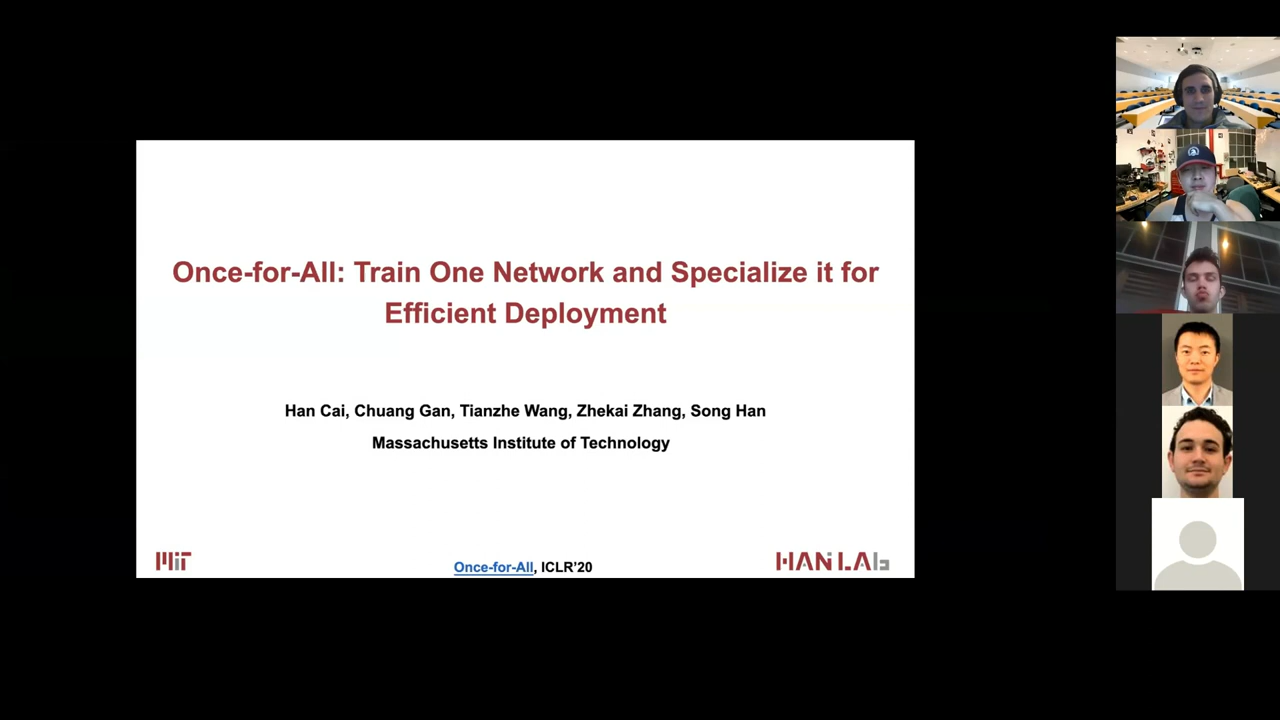 Once-for-All: Train One Network and Specialize it for
Efficient Deployment
Han Cai, Chuang Gan, Tianzhe Wang, Zhekai Zhang, Song Han
Massachusetts Institute of Technology
MIT
Once-for-All, ICLR'20
HAN LAb